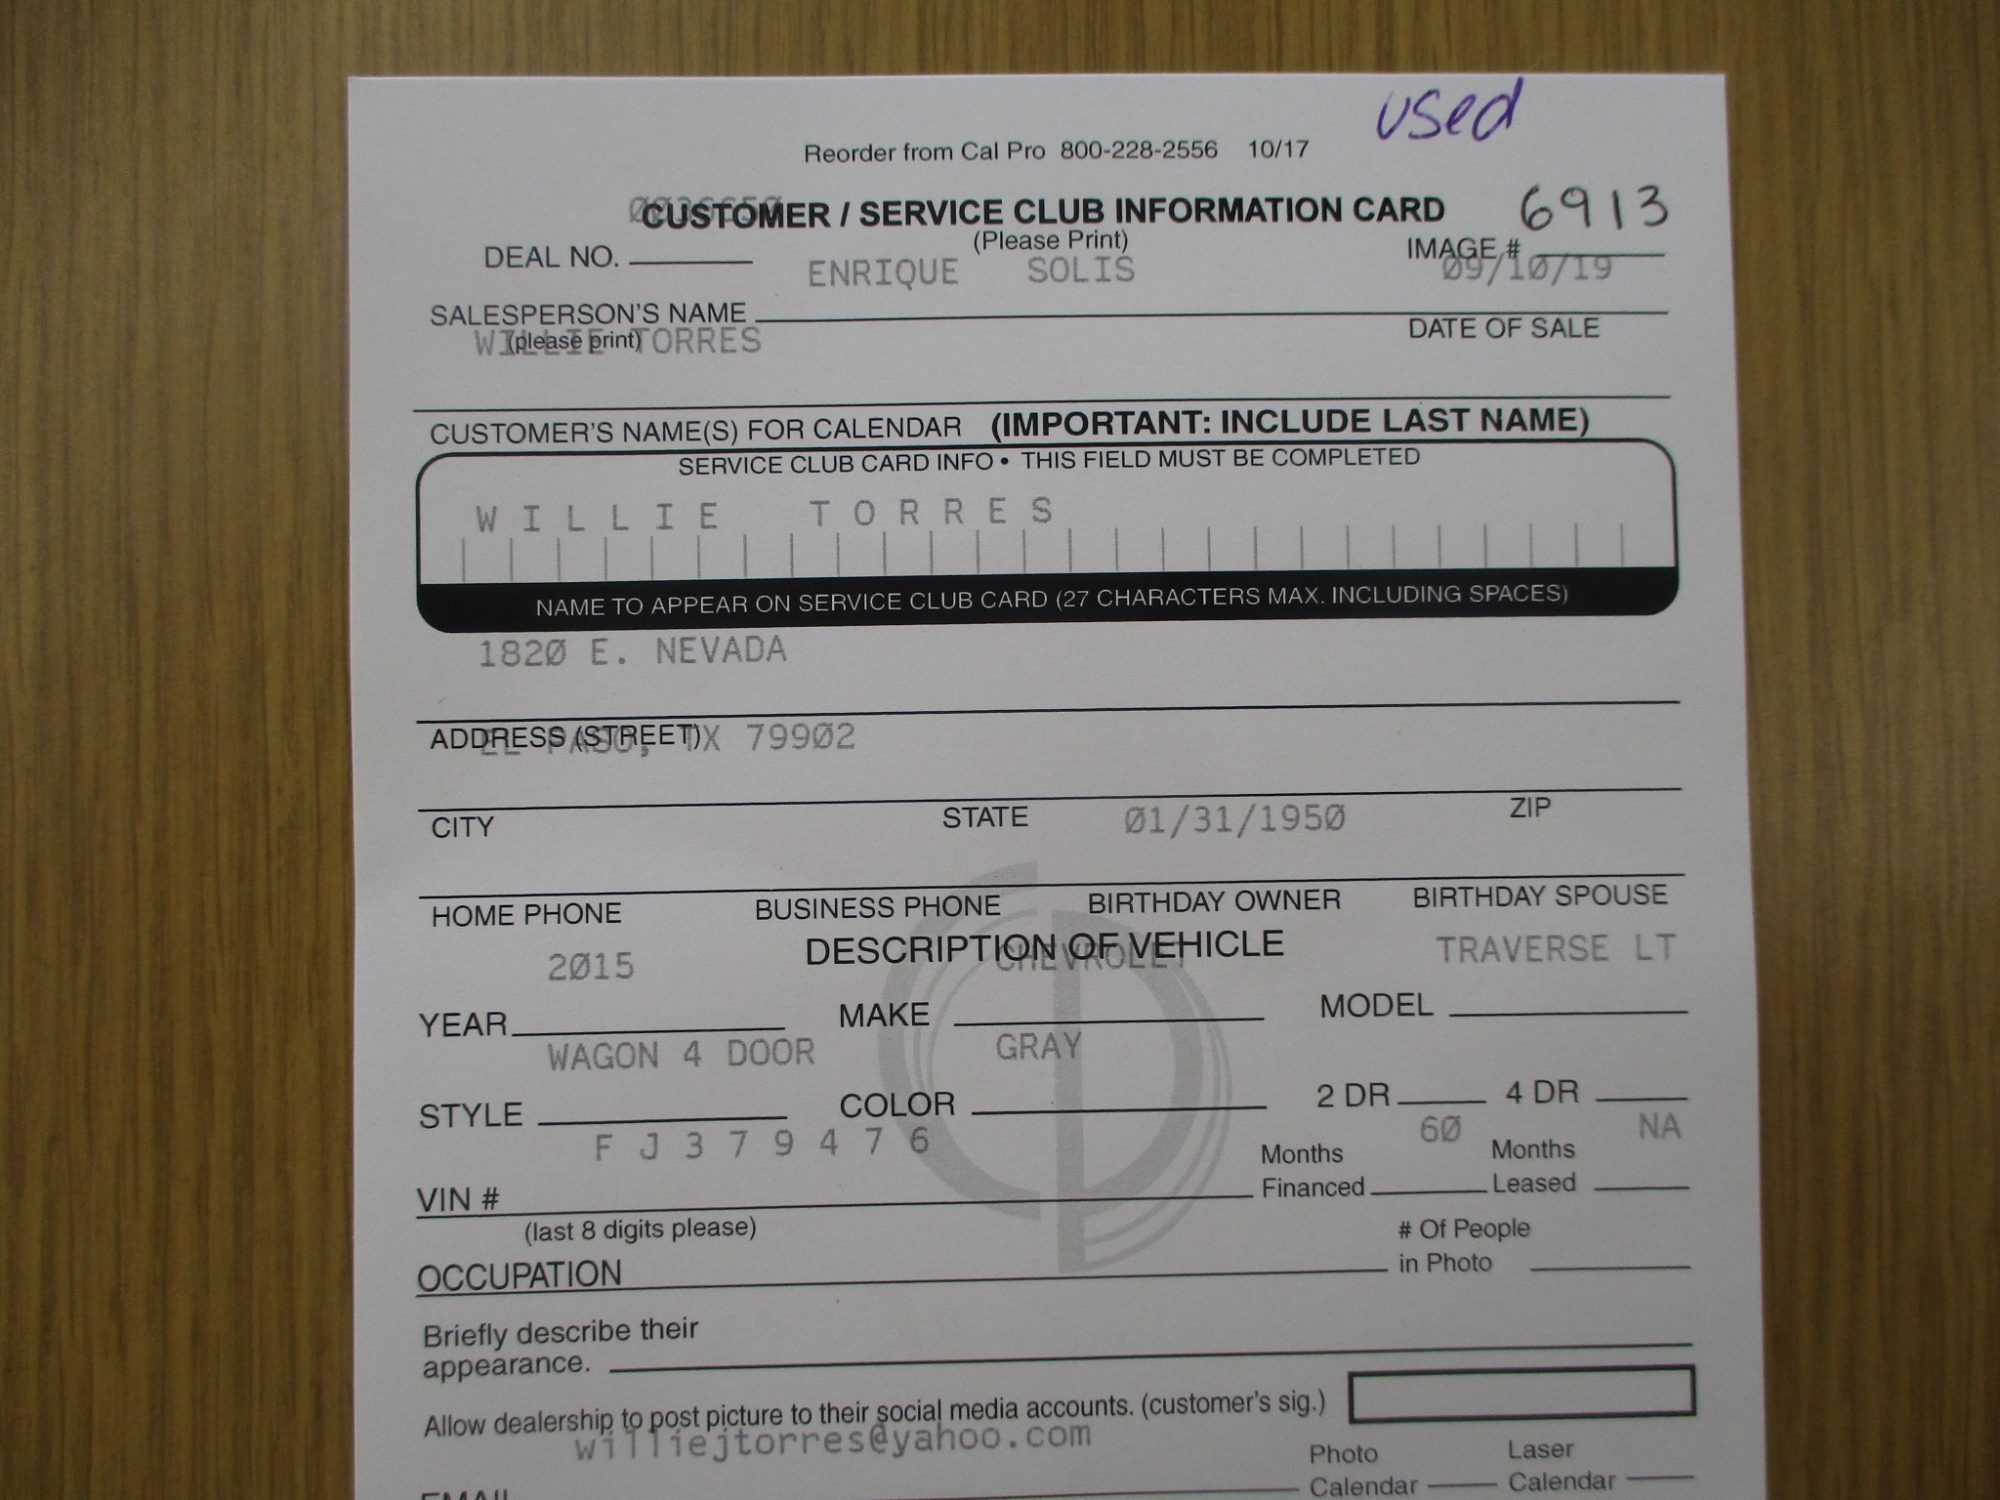 used
Reorder from Cal Pro 800-228-2556 10/17
CUSTOMER / SERVICE CLUB INFORMATION CARD 6913
(Please Print)
DEAL NO. IMAGE #
ENRIQUE SOLIS 09/10/19
SALESPERSON'S NAME DATE OF SALE
(please print)
WILLIE TORRES
CUSTOMER'S NAME(S) FOR CALENDAR (IMPORTANT: INCLUDE LAST NAME)
SERVICE CLUB CARD INFO • THIS FIELD MUST BE COMPLETED
WILLIE TORRES
NAME TO APPEAR ON SERVICE CLUB CARD (27 CHARACTERS MAX. INCLUDING SPACES)
1820 E. NEVADA
ADDRESS (STREET)
EL PASO, TX 79902
CITY STATE ZIP
01/31/1950
HOME PHONE BUSINESS PHONE BIRTHDAY OWNER BIRTHDAY SPOUSE
DESCRIPTION OF VEHICLE
2015 CHEVROLET TRAVERSE LT
YEAR MAKE MODEL
WAGON 4 DOOR GRAY
STYLE COLOR 2 DR 4 DR
FJ379476 60 NA
VIN # Months Financed Months Leased
(last 8 digits please)
OCCUPATION # Of People in Photo
Briefly describe their
appearance.
Allow dealership to post picture to their social media accounts. (customer's sig.)
williejtorres@yahoo.com
EMAIL Photo Calendar Laser Calendar